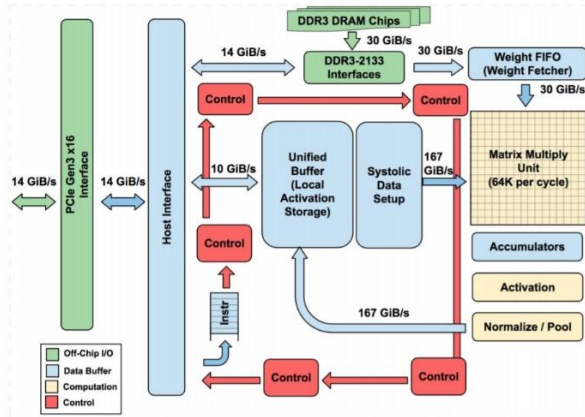 DDR3 DRAM Chips
14 GiB/s
30 GiB/s
30 GiB/s
DDR3-2133
Interfaces
Weight FIFO
(Weight Fetcher)
30 GiB/s
Control
Control
PCIe Gen3 x16
Interface
Host Interface
14 GiB/s
14 GiB/s
10 GiB/s
Unified
Buffer
(Local
Activation
Storage)
Systolic
Data
Setup
167
GiB/s
Matrix Multiply
Unit
(64K per cycle)
Control
Accumulators
Activation
Instr
167 GiB/s
Normalize / Pool
Off-Chip I/O
Data Buffer
Computation
Control
Control
Control